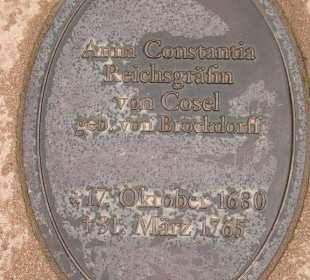 Anna Constantia
Reichsgräfin
von Cosel
geb. von Brockdorff
* 17. Oktober 1680
† 31. März 1765